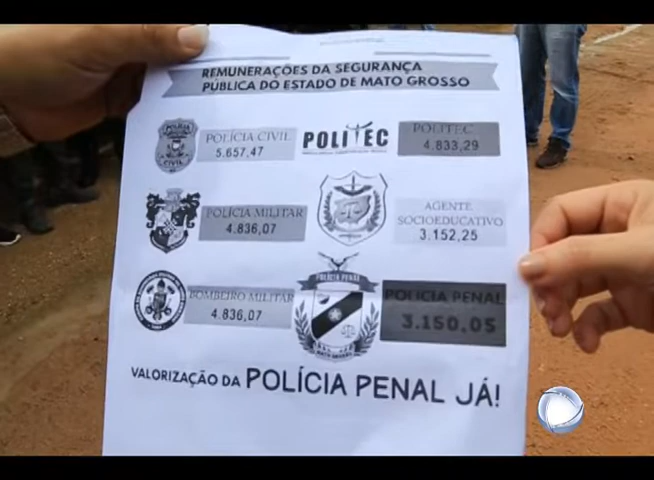 REMUNERAÇÕES DA SEGURANÇA
PÚBLICA DO ESTADO DE MATO GROSSO
POLÍCIA CIVIL
5.657,47
POLITEC
POLITEC
4.833,29
POLÍCIA MILITAR
4.836,07
AGENTE
SOCIOEDUCATIVO
3.152,25
BOMBEIRO MILITAR
4.836,07
POLÍCIA PENAL
POLÍCIA PENAL
3.150,05
MATO GROSSO
VALORIZAÇÃO DA POLÍCIA PENAL JÁ!